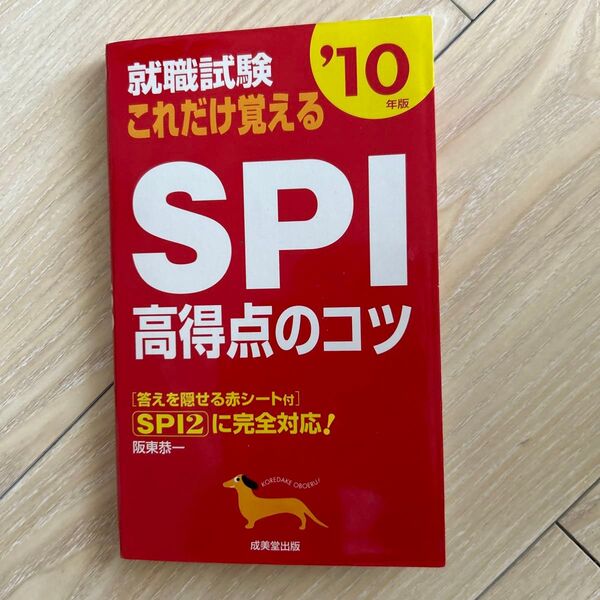 就職試験
これだけ覚える
'10
年版
SPI
高得点のコツ
[答えを隠せる赤シート付]
SPI2に完全対応!
阪東恭一
KOREDAKE OBOERU!
成美堂出版